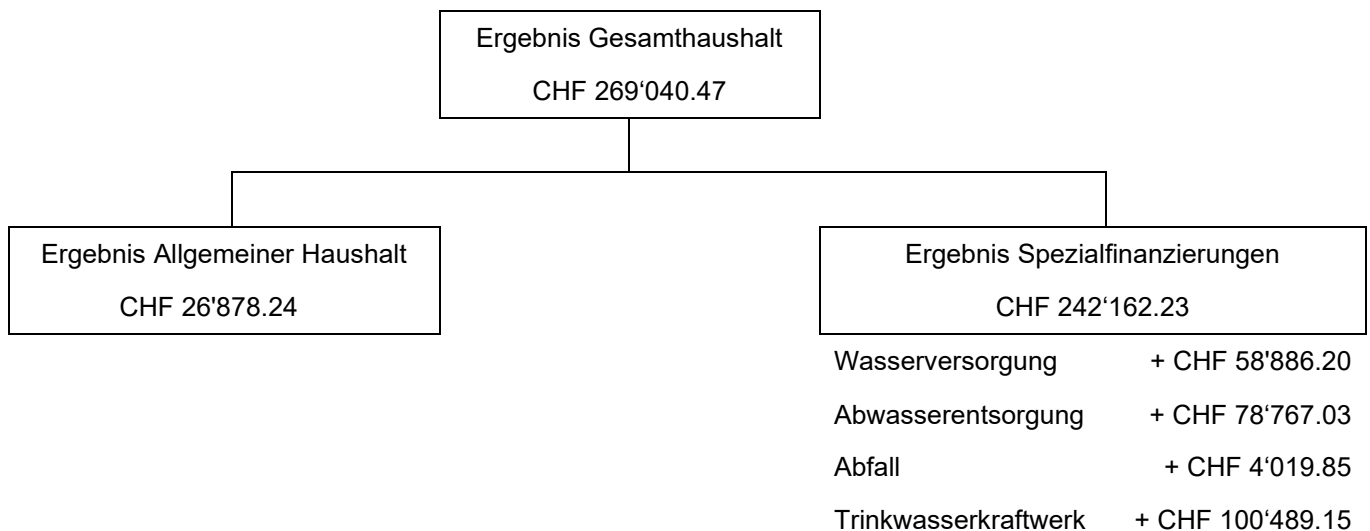 Ergebnis Gesamthaushalt
CHF 269‘040.47
Ergebnis Allgemeiner Haushalt
CHF 26'878.24
Ergebnis Spezialfinanzierungen
CHF 242‘162.23
Wasserversorgung + CHF 58'886.20
Abwasserentsorgung + CHF 78‘767.03
Abfall + CHF 4‘019.85
Trinkwasserkraftwerk + CHF 100‘489.15